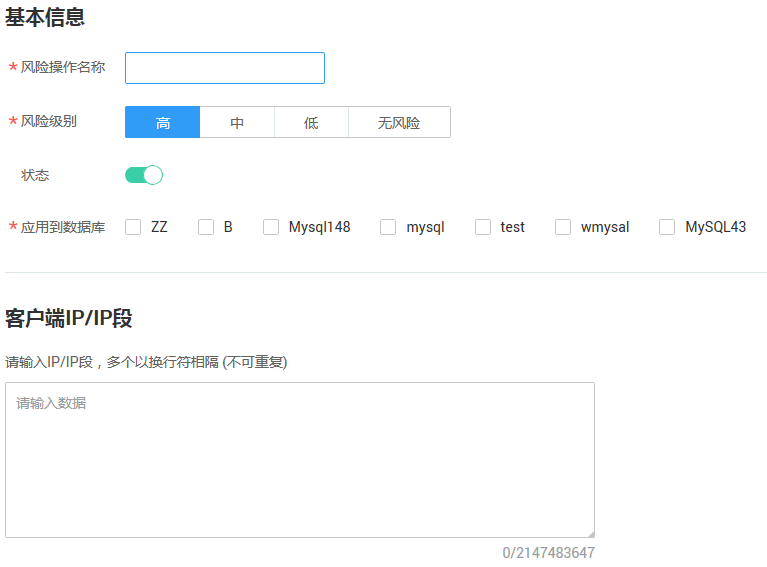 基本信息
* 风险操作名称
* 风险级别 高 中 低 无风险
状态
* 应用到数据库 ZZ B Mysql148 mysql test wmysal MySQL43
客户端IP/IP段
请输入IP/IP段，多个以换行符相隔 (不可重复)
请输入数据
0/2147483647